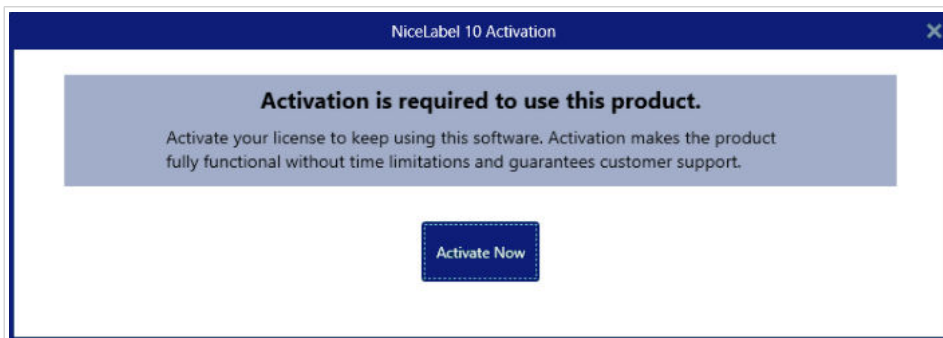 NiceLabel 10 Activation
Activation is required to use this product.
Activate your license to keep using this software. Activation makes the product
fully functional without time limitations and guarantees customer support.
Activate Now